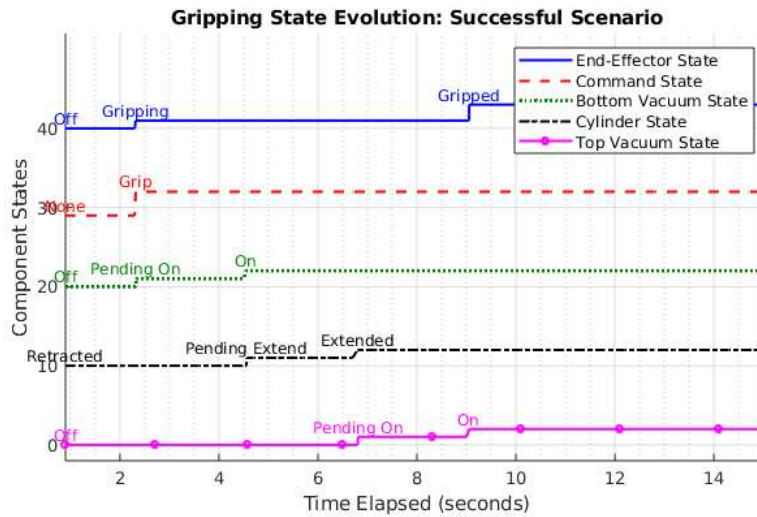 Gripping State Evolution: Successful Scenario
End-Effector State
Command State
Bottom Vacuum State
Cylinder State
Top Vacuum State
Component States
40
30
20
10
0
Off
Gripping
Gripped
None
Grip
Off
Pending On
On
Retracted
Pending Extend
Extended
Off
Pending On
On
2
4
6
8
10
12
14
Time Elapsed (seconds)